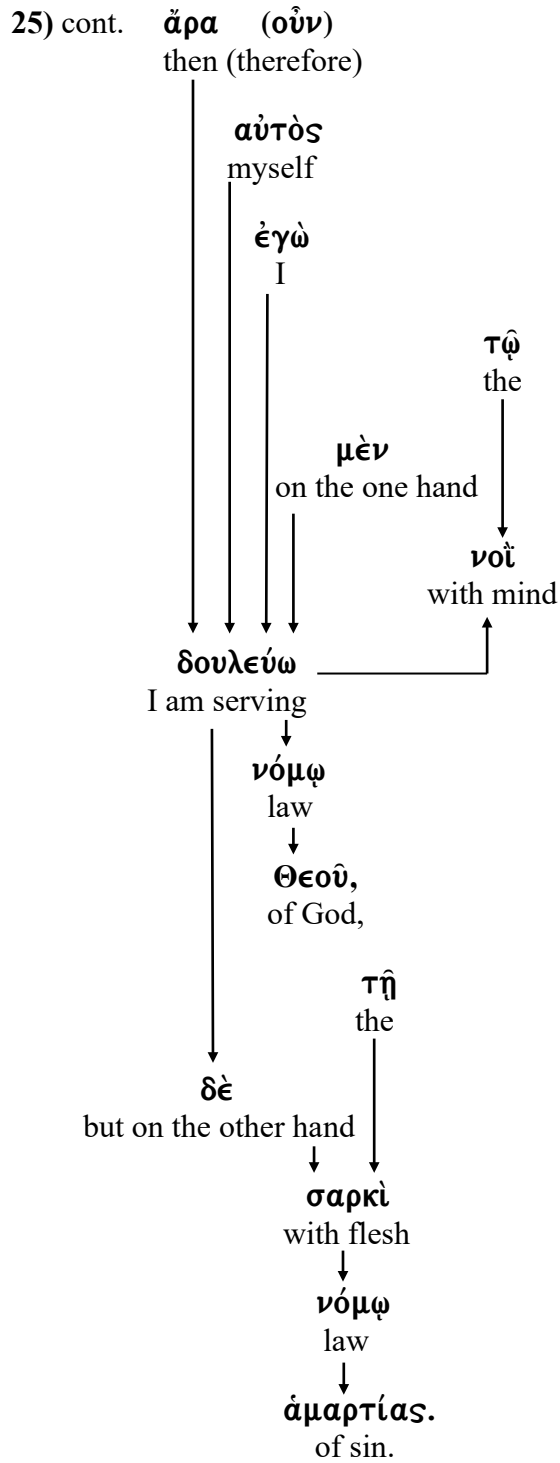 25) cont. ἄρα (οὖν)
then (therefore)
αὐτὸς
myself
ἐγὼ
I
τῷ
the
μὲν
on the one hand
νοῒ
with mind
δουλεύω
I am serving
νόμῳ
law
Θεοῦ,
of God,
τῇ
the
δὲ
but on the other hand
σαρκὶ
with flesh
νόμῳ
law
ἁμαρτίας.
of sin.